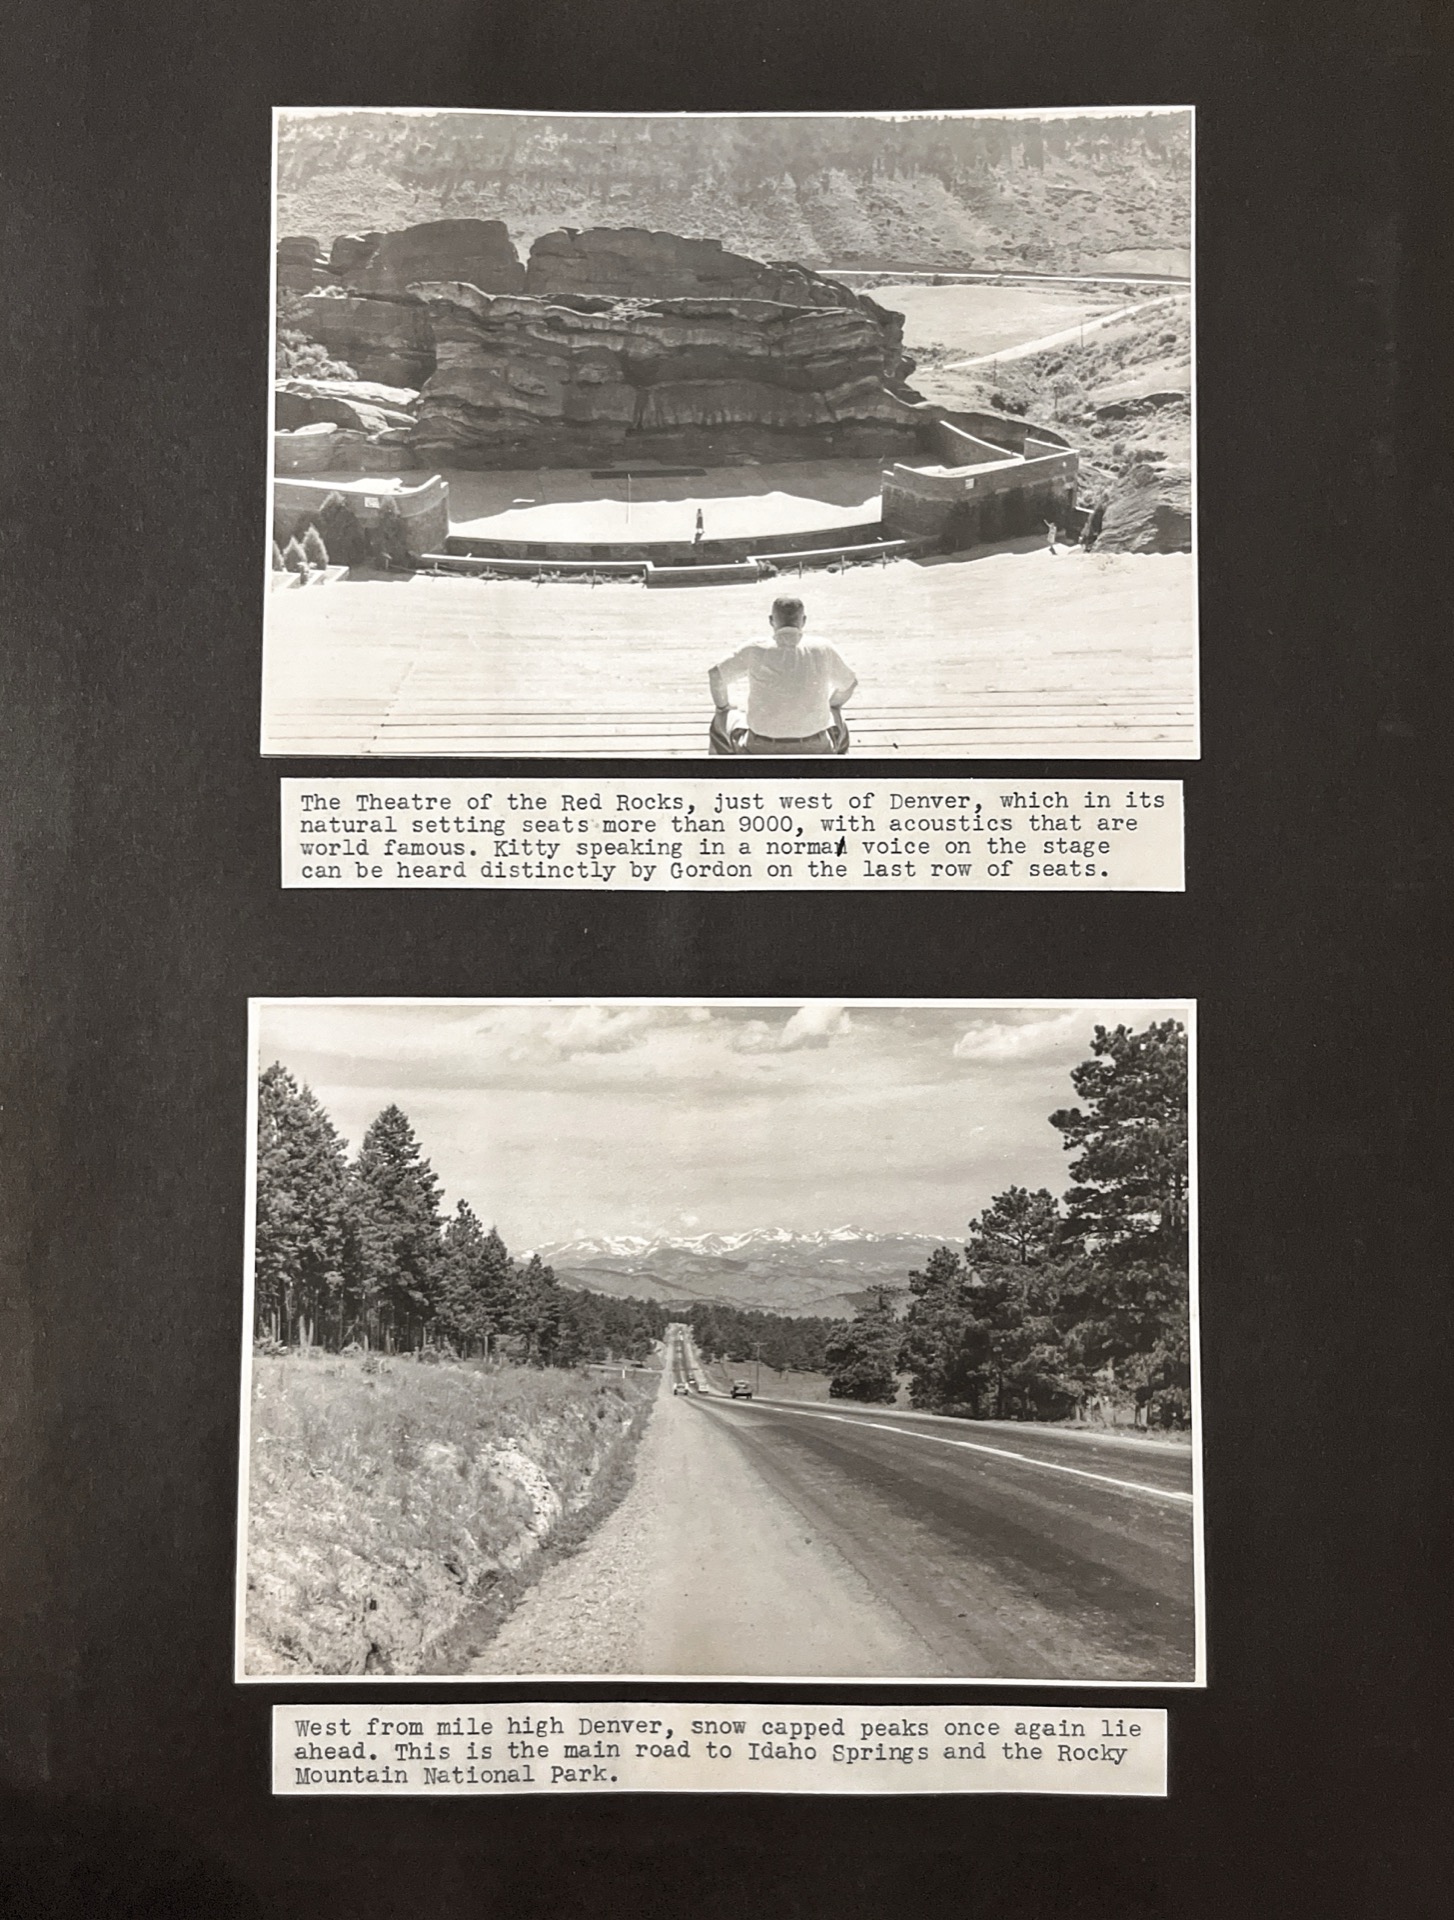 The Theatre of the Red Rocks, just west of Denver, which in its
natural setting seats more than 9000, with acoustics that are
world famous. Kitty speaking in a normal voice on the stage
can be heard distinctly by Gordon on the last row of seats.
West from mile high Denver, snow capped peaks once again lie
ahead. This is the main road to Idaho Springs and the Rocky
Mountain National Park.